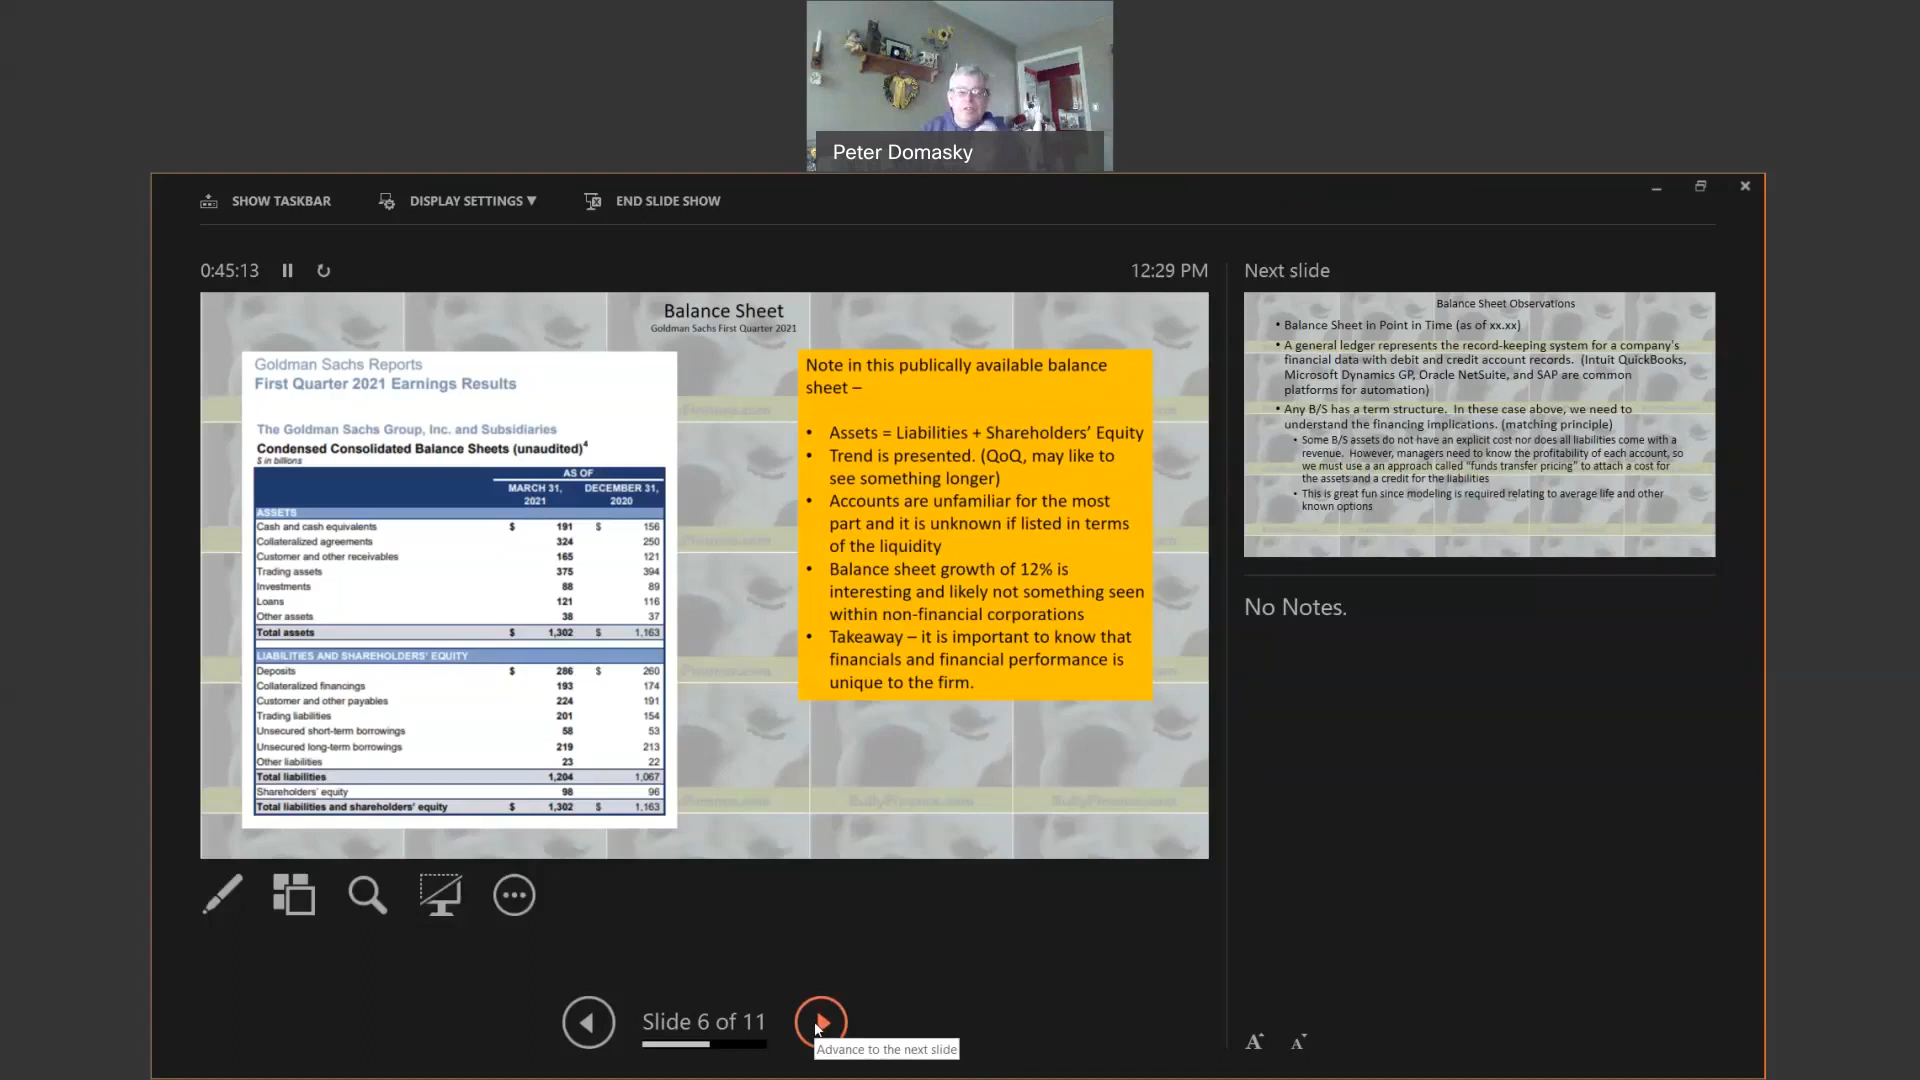 Peter Domasky
SHOW TASKBAR
DISPLAY SETTINGS ▼
END SLIDE SHOW
0:45:13
12:29 PM
Balance Sheet
Goldman Sachs First Quarter 2021
Goldman Sachs Reports
First Quarter 2021 Earnings Results
The Goldman Sachs Group, Inc. and Subsidiaries
Condensed Consolidated Balance Sheets (unaudited)4
$ in billions
AS OF
MARCH 31, DECEMBER 31,
2021 2020
ASSETS
Cash and cash equivalents $ 191 $ 156
Collateralized agreements 324 250
Customer and other receivables 165 121
Trading assets 375 394
Investments 88 89
Loans 121 116
Other assets 38 37
Total assets $ 1,302 $ 1,163
LIABILITIES AND SHAREHOLDERS' EQUITY
Deposits $ 286 $ 260
Collateralized financings 193 174
Customer and other payables 224 191
Trading liabilities 201 154
Unsecured short-term borrowings 58 53
Unsecured long-term borrowings 219 213
Other liabilities 23 22
Total liabilities 1,204 1,067
Shareholders' equity 98 96
Total liabilities and shareholders' equity $ 1,302 $ 1,163
Note in this publically available balance
sheet –
• Assets = Liabilities + Shareholders’ Equity
• Trend is presented. (QoQ, may like to
see something longer)
• Accounts are unfamiliar for the most
part and it is unknown if listed in terms
of the liquidity
• Balance sheet growth of 12% is
interesting and likely not something seen
within non-financial corporations
• Takeaway – it is important to know that
financials and financial performance is
unique to the firm.
BullyFinance.com
BullyFinance.com
Next slide
Balance Sheet Observations
• Balance Sheet in Point in Time (as of xx.xx)
• A general ledger represents the record-keeping system for a company's
financial data with debit and credit account records. (Intuit QuickBooks,
Microsoft Dynamics GP, Oracle NetSuite, and SAP are common
platforms for automation)
• Any B/S has a term structure. In these case above, we need to
understand the financing implications. (matching principle)
• Some B/S assets do not have an explicit cost nor does all liabilities come with a
revenue. However, managers need to know the profitability of each account, so
we must use a an approach called “funds transfer pricing” to attach a cost for
the assets and a credit for the liabilities
• This is great fun since modeling is required relating to average life and other
known options
No Notes.
Slide 6 of 11
Advance to the next slide
A A